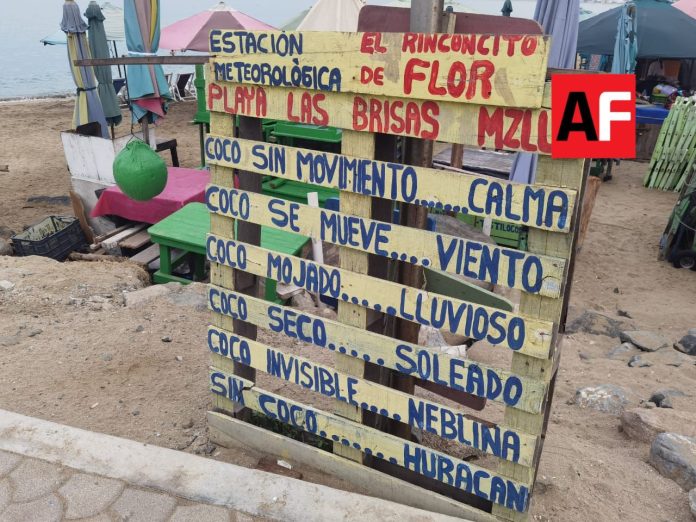 ESTACIÓN
METEOROLÒGICA
EL RINCONCITO
DE FLOR
PLAYA LAS BRISAS MZLL
COCO SIN MOVIMIENTO.....CALMA
COCO SE MUEVE....VIENTO
COCO MOJADO......LLUVIOSO
COCO SECO......SOLEADO
COCO INVISIBLE.....NEBLINA
SIN COCO.......HURACAN
AF